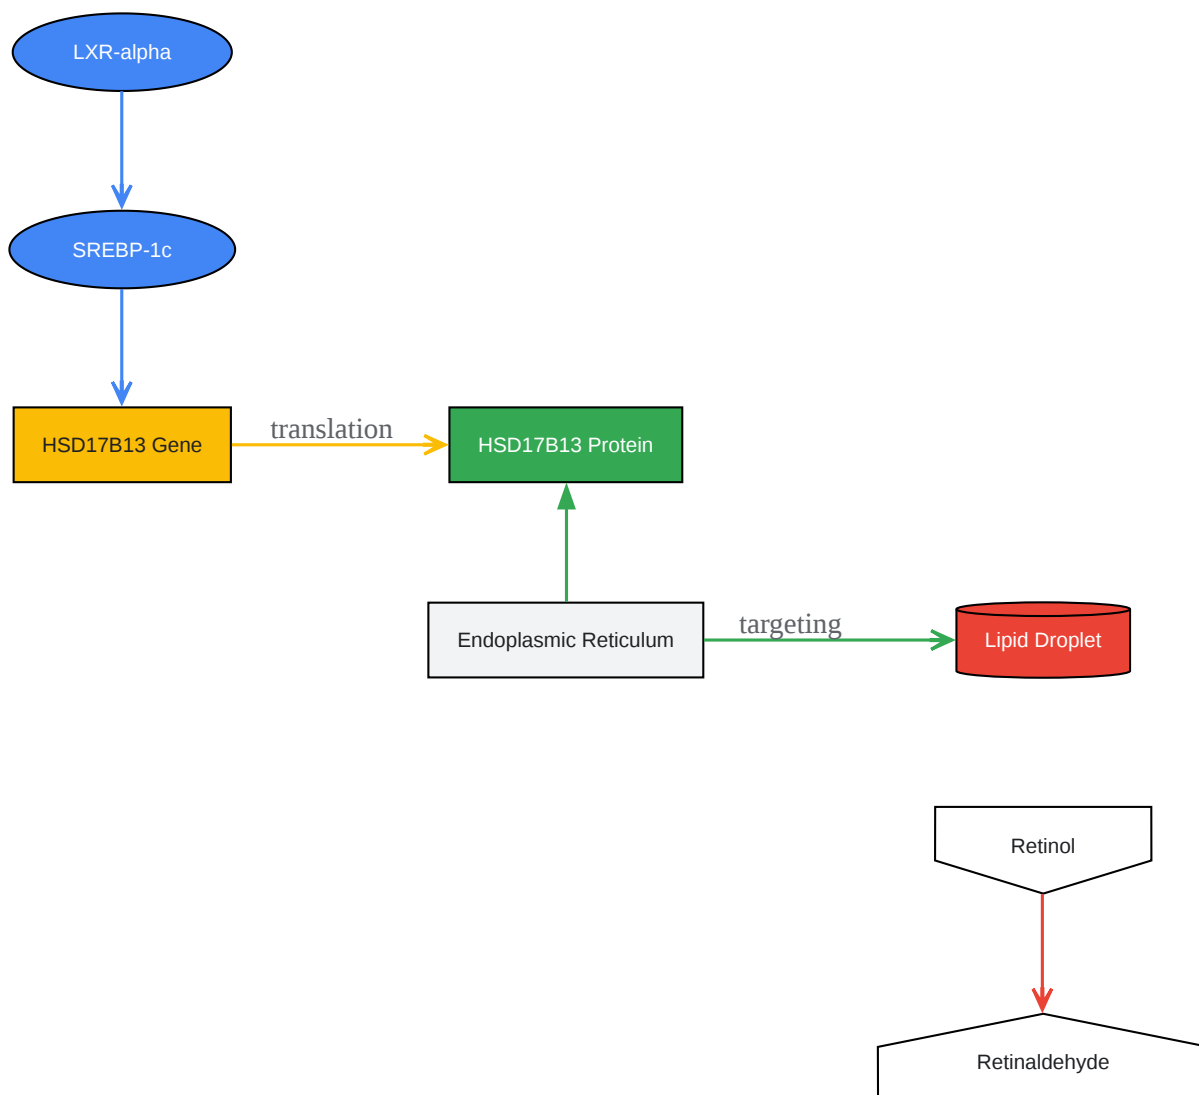 LXR-alpha
SREBP-1c
HSD17B13 Gene
translation
HSD17B13 Protein
Endoplasmic Reticulum
targeting
Lipid Droplet
Retinol
Retinaldehyde